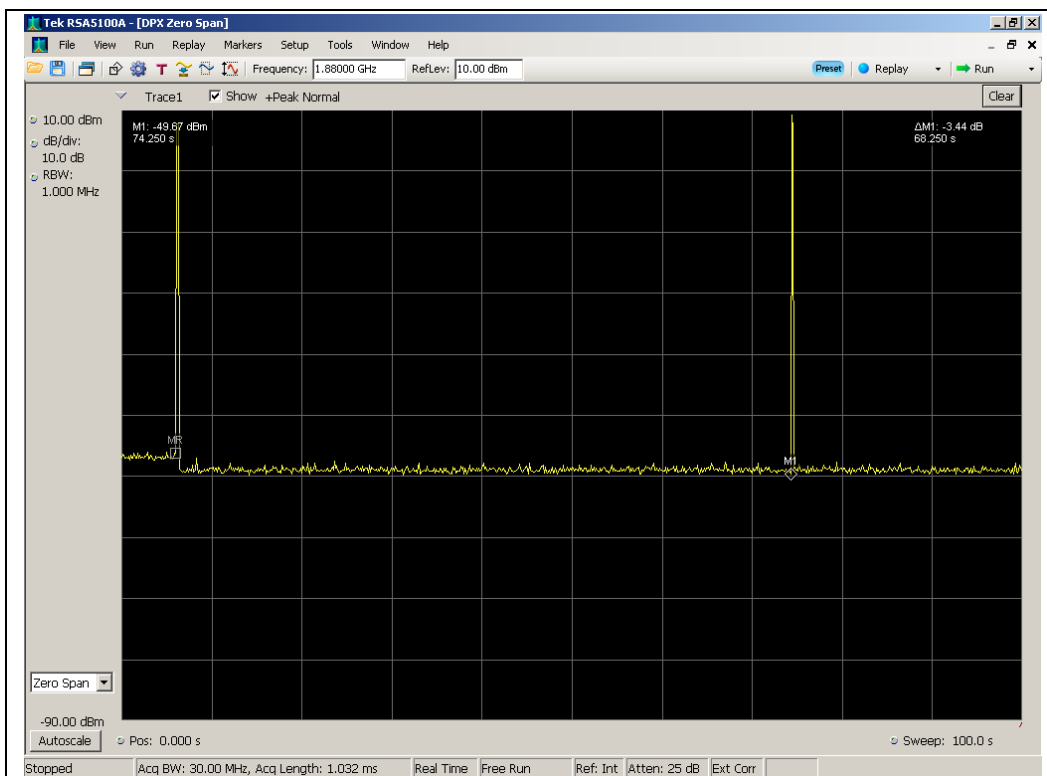 Tek RSA5100A - [DPX Zero Span]
File View Run Replay Markers Setup Tools Window Help
Frequency: 1.88000 GHz RefLev: 10.00 dBm Preset Replay Run
Trace1 Show +Peak Normal Clear
10.00 dBm
dB/div:
10.0 dB
RBW:
1.000 MHz
M1: -49.67 dBm
74.250 s
ΔM1: -3.44 dB
68.250 s
MR
M1
Zero Span
-90.00 dBm
Autoscale Pos: 0.000 s Sweep: 100.0 s
Stopped Acq BW: 30.00 MHz, Acq Length: 1.032 ms Real Time Free Run Ref: Int Atten: 25 dB Ext Corr